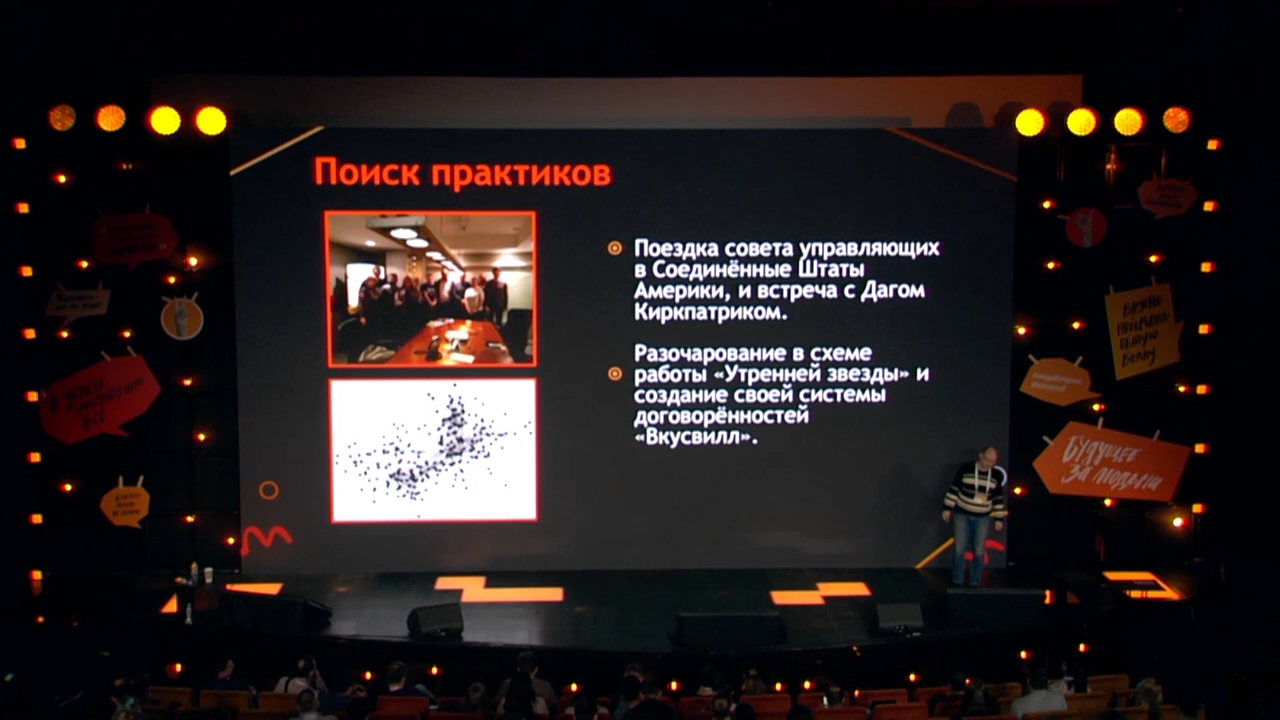 Поиск практиков
Поездка совета управляющих
в Соединённые Штаты
Америки, и встреча с Дагом
Киркпатриком.
Разочарование в схеме
работы «Утренней звезды» и
создание своей системы
договорённостей
«Вкусвилл».
БУДУЩЕЕ
ЗА ЛЮДЬМИ